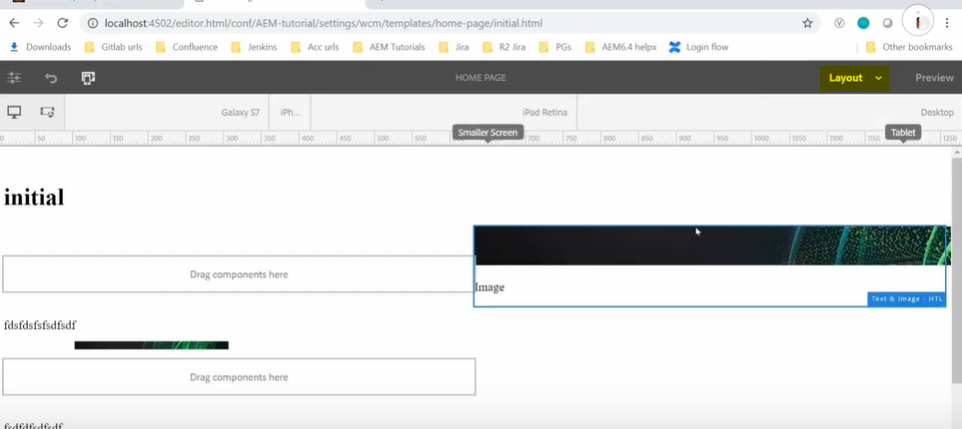 localhost:4502/editor.html/conf/AEM-tutorial/settings/wcm/templates/home-page/initial.html
Downloads Gitlab urls Confluence Jenkins Acc urls AEM Tutorials Jira R2 Jira PGs AEM6.4 helpx Login flow Other bookmarks
HOME PAGE Layout Preview
Galaxy S7 iPh... iPad Retina Desktop
0 50 100 150 200 250 300 350 400 450 500 550 600 650 700 750 800 850 900 950 1000 1050 1100 1150 1250
Smaller Screen Tablet
initial
Drag components here
Image
Text & Image - HTL
fdsfdsfsfsdfsdf
Drag components here